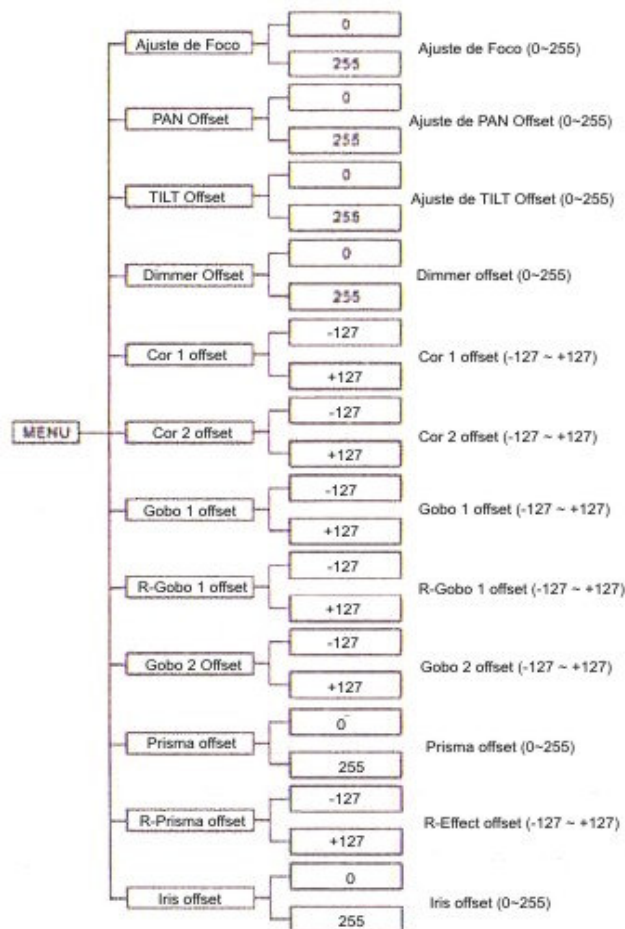 0
Ajuste de Foco
Ajuste de Foco (0~255)
255
0
PAN Offset
Ajuste de PAN Offset (0~255)
255
0
TILT Offset
Ajuste de TILT Offset (0~255)
255
0
Dimmer Offset
Dimmer offset (0~255)
255
-127
Cor 1 offset
Cor 1 offset (-127 ~ +127)
+127
-127
MENU
Cor 2 offset
Cor 2 offset (-127 ~ +127)
+127
-127
Gobo 1 offset
Gobo 1 offset (-127 ~ +127)
+127
-127
R-Gobo 1 offset
R-Gobo 1 offset (-127 ~ +127)
+127
-127
Gobo 2 Offset
Gobo 2 offset (-127 ~ +127)
+127
0
Prisma offset
Prisma offset (0~255)
255
-127
R-Prisma offset
R-Effect offset (-127 ~ +127)
+127
0
Iris offset
Iris offset (0~255)
255